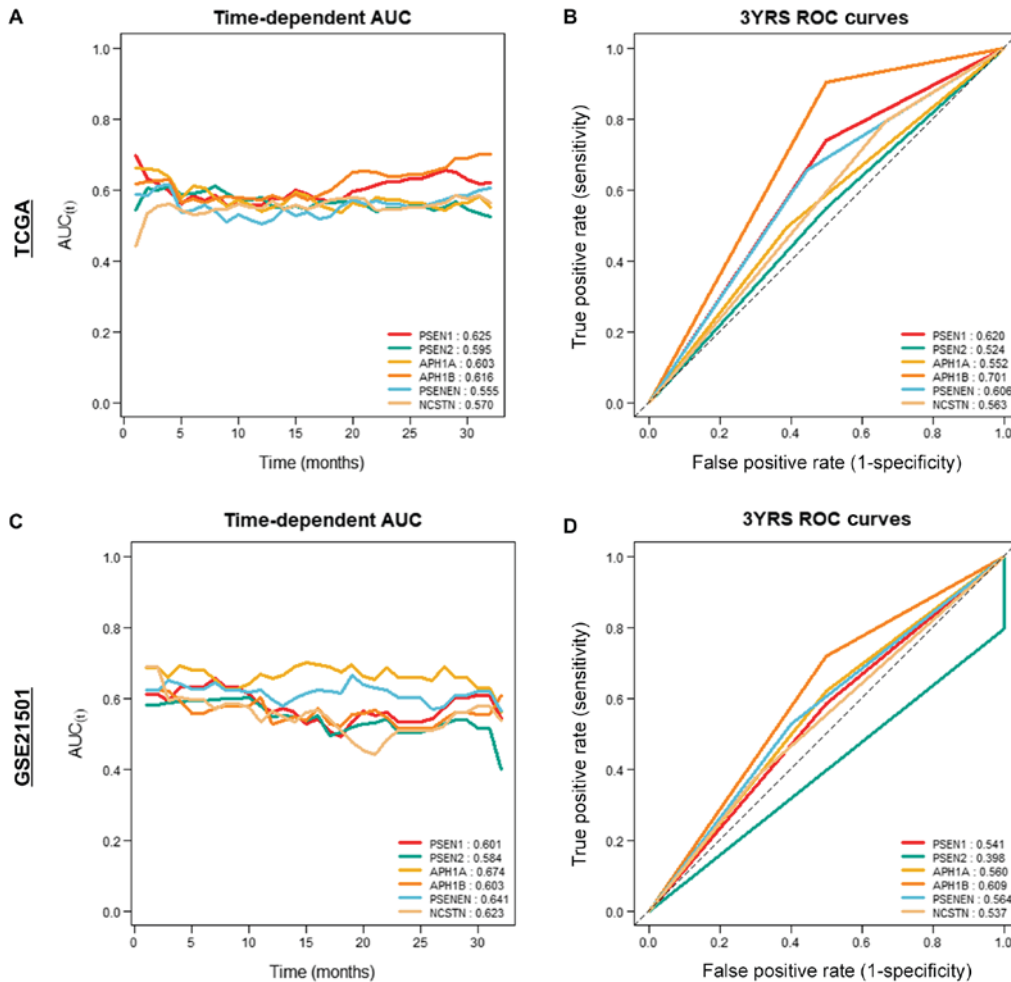 A
Time-dependent AUC
TCGA
AUC(t)
1.0
0.8
0.6
0.4
0.2
0.0
PSEN1 : 0.625
PSEN2 : 0.595
APH1A : 0.603
APH1B : 0.616
PSENEN : 0.555
NCSTN : 0.570
0 5 10 15 20 25 30
Time (months)
B
3YRS ROC curves
True positive rate (sensitivity)
1.0
0.8
0.6
0.4
0.2
0.0
PSEN1 : 0.620
PSEN2 : 0.524
APH1A : 0.552
APH1B : 0.701
PSENEN : 0.606
NCSTN : 0.563
0.0 0.2 0.4 0.6 0.8 1.0
False positive rate (1-specificity)
C
Time-dependent AUC
GSE21501
AUC(t)
1.0
0.8
0.6
0.4
0.2
0.0
PSEN1 : 0.601
PSEN2 : 0.584
APH1A : 0.674
APH1B : 0.603
PSENEN : 0.641
NCSTN : 0.623
0 5 10 15 20 25 30
Time (months)
D
3YRS ROC curves
True positive rate (sensitivity)
1.0
0.8
0.6
0.4
0.2
0.0
PSEN1 : 0.541
PSEN2 : 0.398
APH1A : 0.560
APH1B : 0.609
PSENEN : 0.564
NCSTN : 0.537
0.0 0.2 0.4 0.6 0.8 1.0
False positive rate (1-specificity)